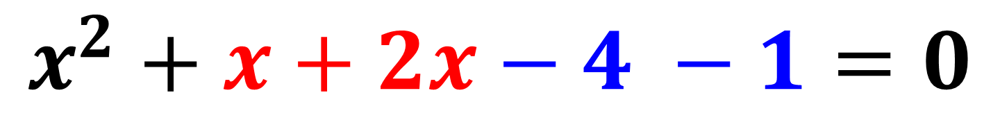 x² + x + 2x − 4 − 1 = 0